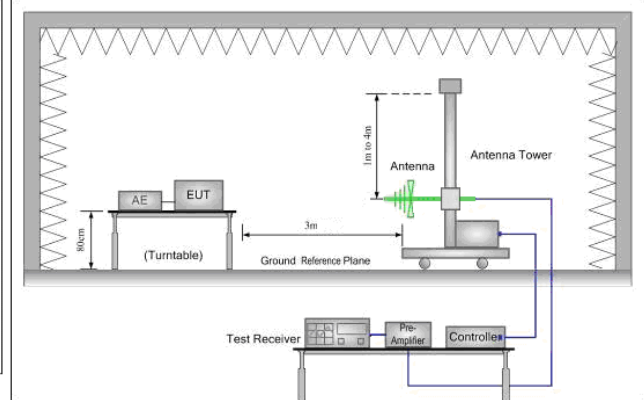 1m to 4m
Antenna
Antenna Tower
AE
EUT
80cm
(Turntable)
3m
Ground Reference Plane
Test Receiver
Pre-
Amplifier
Controller